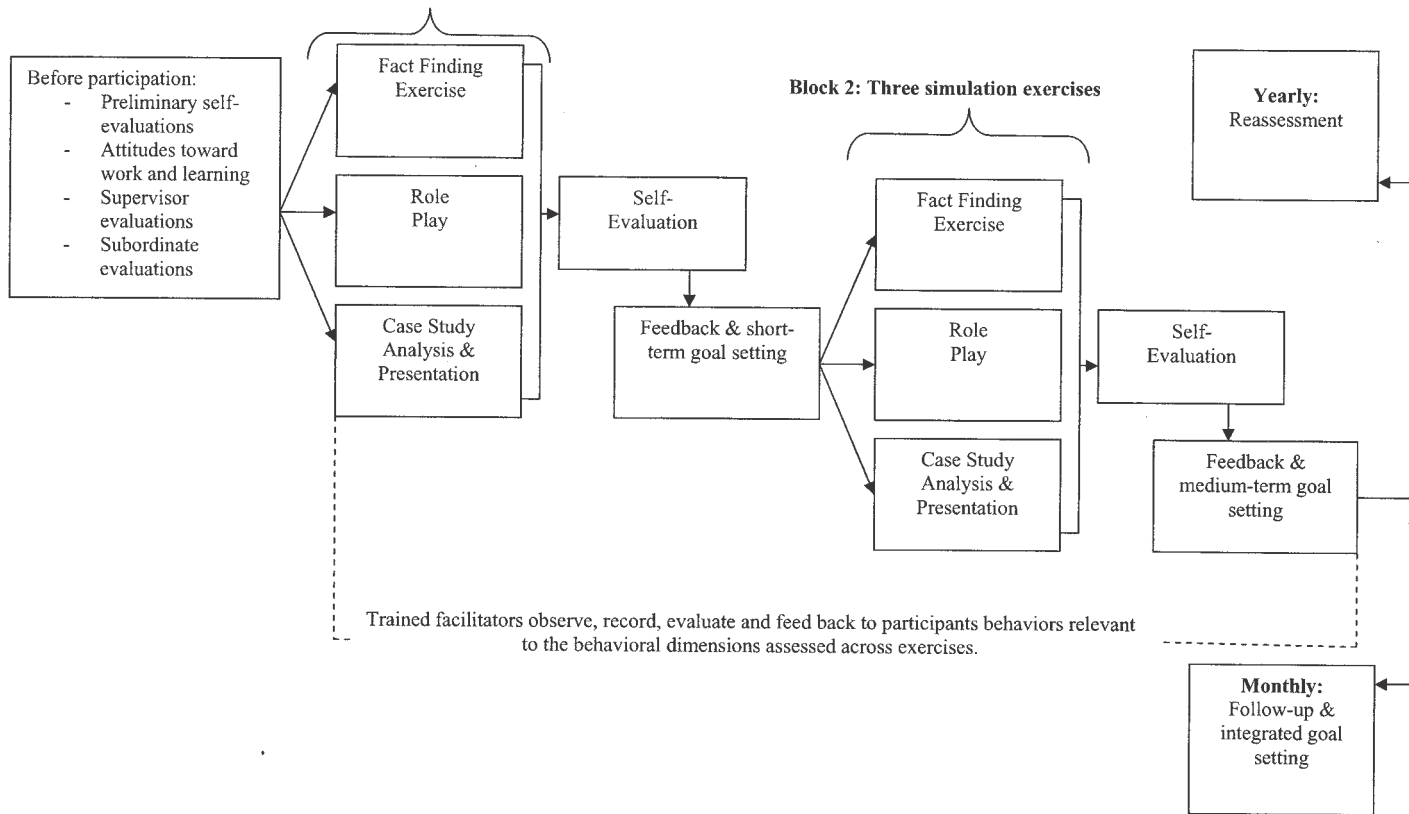 Before participation:
- Preliminary self-
evaluations
- Attitudes toward
work and learning
- Supervisor
evaluations
- Subordinate
evaluations
Fact Finding
Exercise
Role
Play
Case Study
Analysis &
Presentation
Self-
Evaluation
Feedback & short-
term goal setting
Block 2: Three simulation exercises
Fact Finding
Exercise
Role
Play
Case Study
Analysis &
Presentation
Self-
Evaluation
Feedback &
medium-term goal
setting
Yearly:
Reassessment
Trained facilitators observe, record, evaluate and feed back to participants behaviors relevant
to the behavioral dimensions assessed across exercises.
Monthly:
Follow-up &
integrated goal
setting